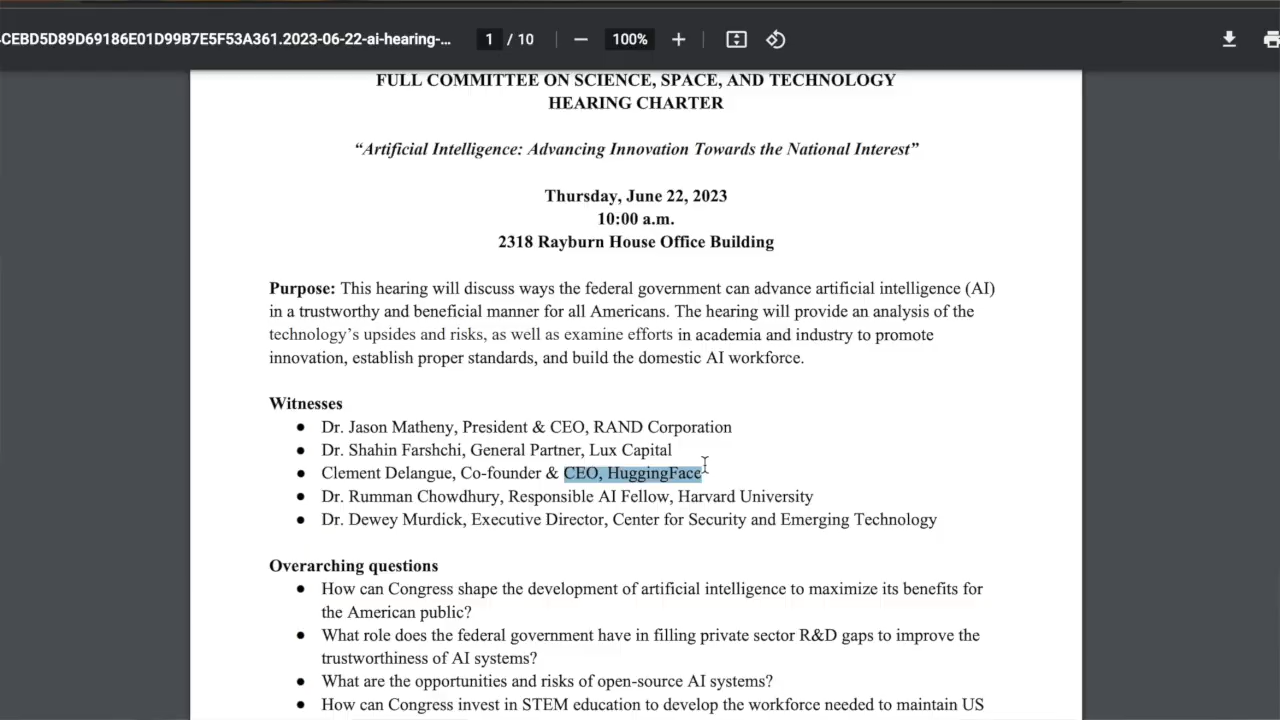 CEBD5D89D69186E01D99B7E5F53A361.2023-06-22-ai-hearing-...
1 / 10
100%
FULL COMMITTEE ON SCIENCE, SPACE, AND TECHNOLOGY
HEARING CHARTER
“Artificial Intelligence: Advancing Innovation Towards the National Interest”
Thursday, June 22, 2023
10:00 a.m.
2318 Rayburn House Office Building
Purpose: This hearing will discuss ways the federal government can advance artificial intelligence (AI)
in a trustworthy and beneficial manner for all Americans. The hearing will provide an analysis of the
technology’s upsides and risks, as well as examine efforts in academia and industry to promote
innovation, establish proper standards, and build the domestic AI workforce.
Witnesses
● Dr. Jason Matheny, President & CEO, RAND Corporation
● Dr. Shahin Farshchi, General Partner, Lux Capital
● Clement Delangue, Co-founder & CEO, HuggingFace
● Dr. Rumman Chowdhury, Responsible AI Fellow, Harvard University
● Dr. Dewey Murdick, Executive Director, Center for Security and Emerging Technology
Overarching questions
● How can Congress shape the development of artificial intelligence to maximize its benefits for
the American public?
● What role does the federal government have in filling private sector R&D gaps to improve the
trustworthiness of AI systems?
● What are the opportunities and risks of open-source AI systems?
● How can Congress invest in STEM education to develop the workforce needed to maintain US